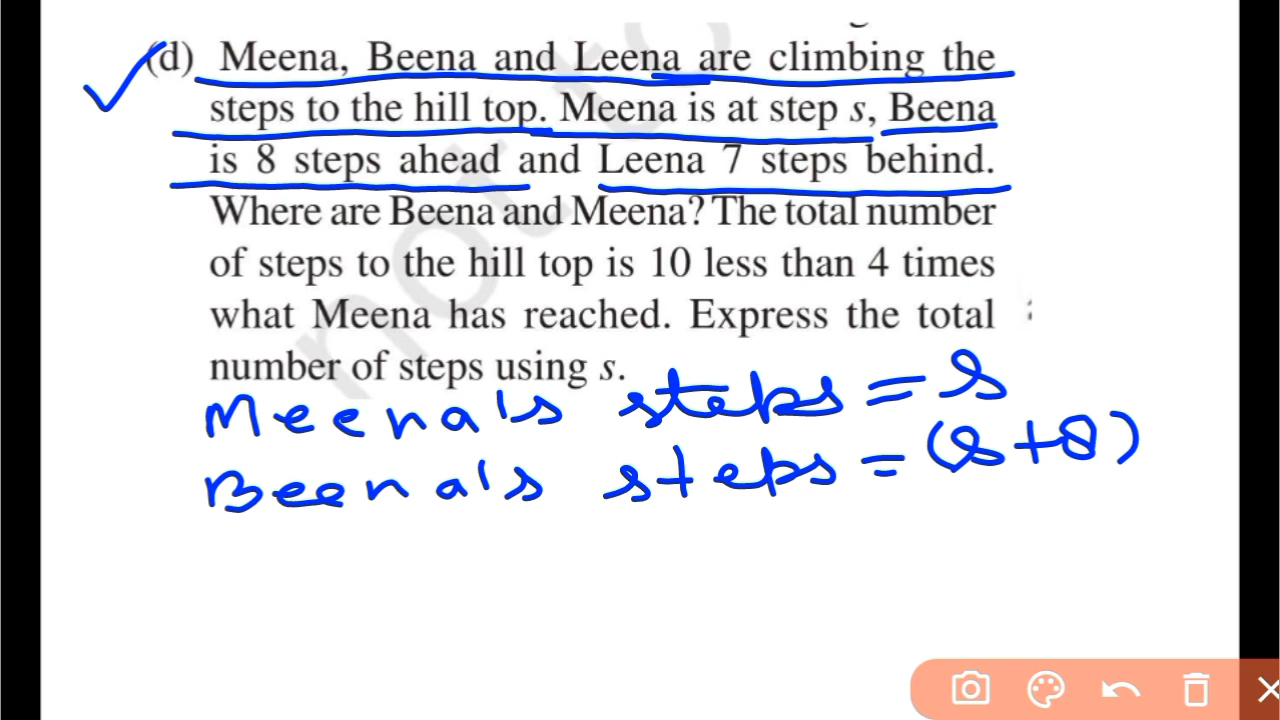 (d) Meena, Beena and Leena are climbing the
steps to the hill top. Meena is at step s, Beena
is 8 steps ahead and Leena 7 steps behind.
Where are Beena and Meena? The total number
of steps to the hill top is 10 less than 4 times
what Meena has reached. Express the total
number of steps using s.
Meena's steps = s
Beena's steps = (s+8)
not to